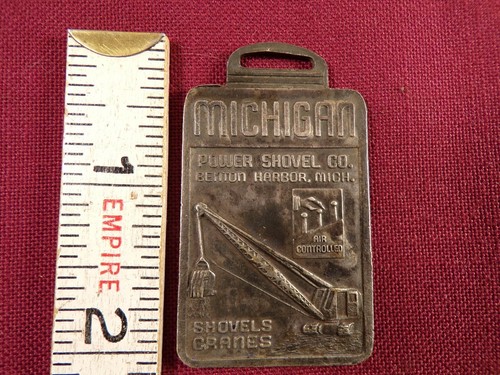 MICHIGAN
POWER SHOVEL CO.
BENTON HARBOR, MICH.
AIR
CONTROLLED
SHOVELS
CRANES
1
EMPIRE
2